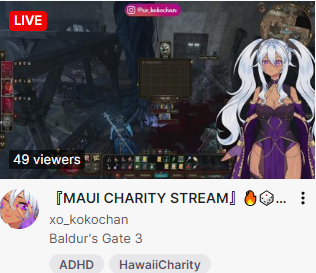 LIVE
@xo_kokochan
49 viewers
『MAUI CHARITY STREAM』🔥🎲...
xo_kokochan
Baldur's Gate 3
ADHD
HawaiiCharity